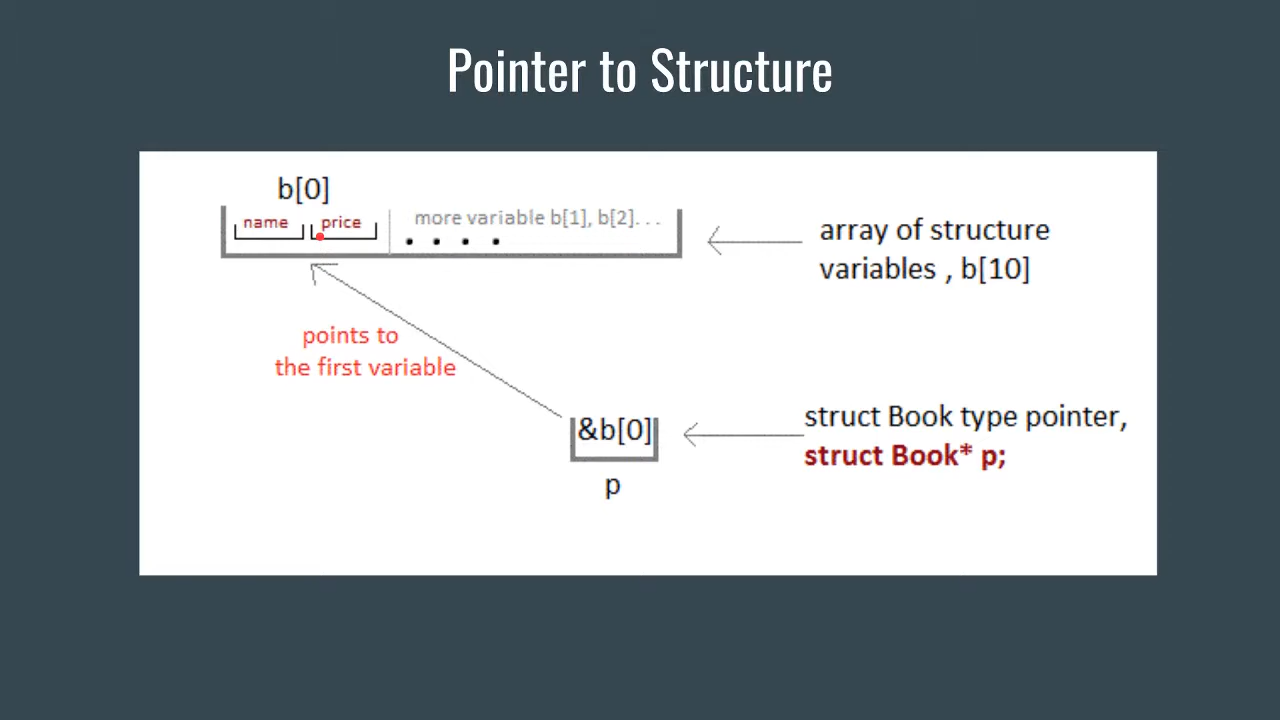 Pointer to Structure
b[0]
name price
more variable b[1], b[2]. . .
array of structure
variables , b[10]
points to
the first variable
&b[0]
p
struct Book type pointer,
struct Book* p;